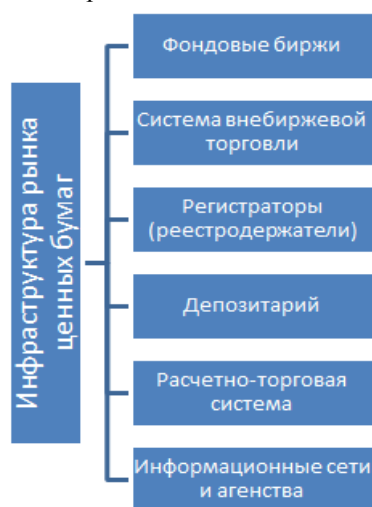 Инфраструктура рынка
ценных бумаг
Фондовые биржи
Система внебиржевой
торговли
Регистраторы
(реестродержатели)
Депозитарий
Расчетно-торговая
система
Информационные сети
и агенства